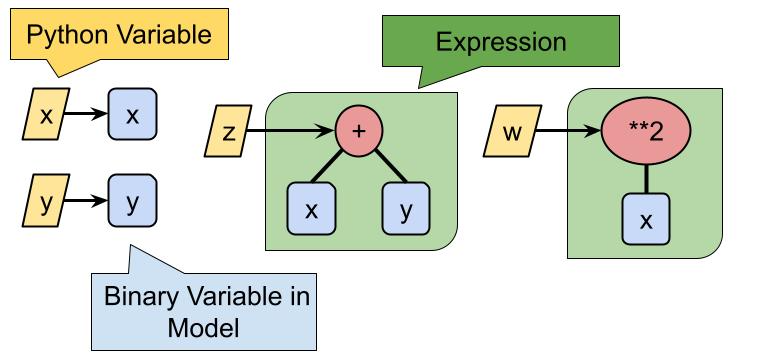 Python Variable
Expression
x
x
z
+
w
**2
y
y
x
y
x
Binary Variable in
Model